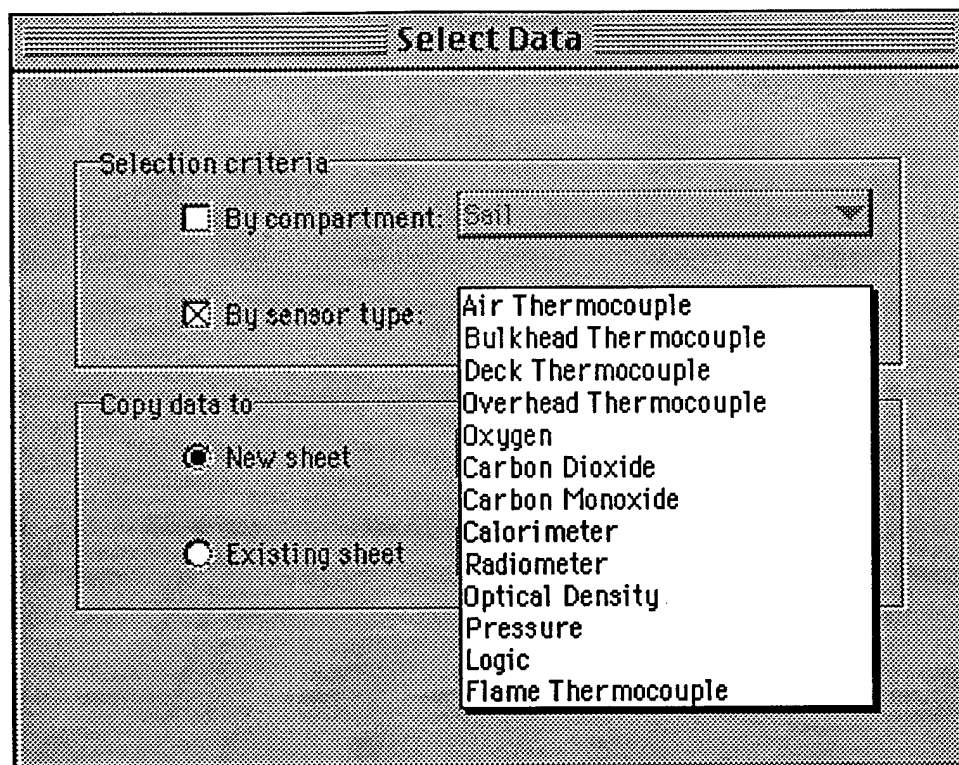 Select Data
Selection criteria
By compartment: Sail
By sensor type:
Air Thermocouple
Bulkhead Thermocouple
Deck Thermocouple
Overhead Thermocouple
Oxygen
Carbon Dioxide
Carbon Monoxide
Calorimeter
Radiometer
Optical Density
Pressure
Logic
Flame Thermocouple
Copy data to
New sheet
Existing sheet